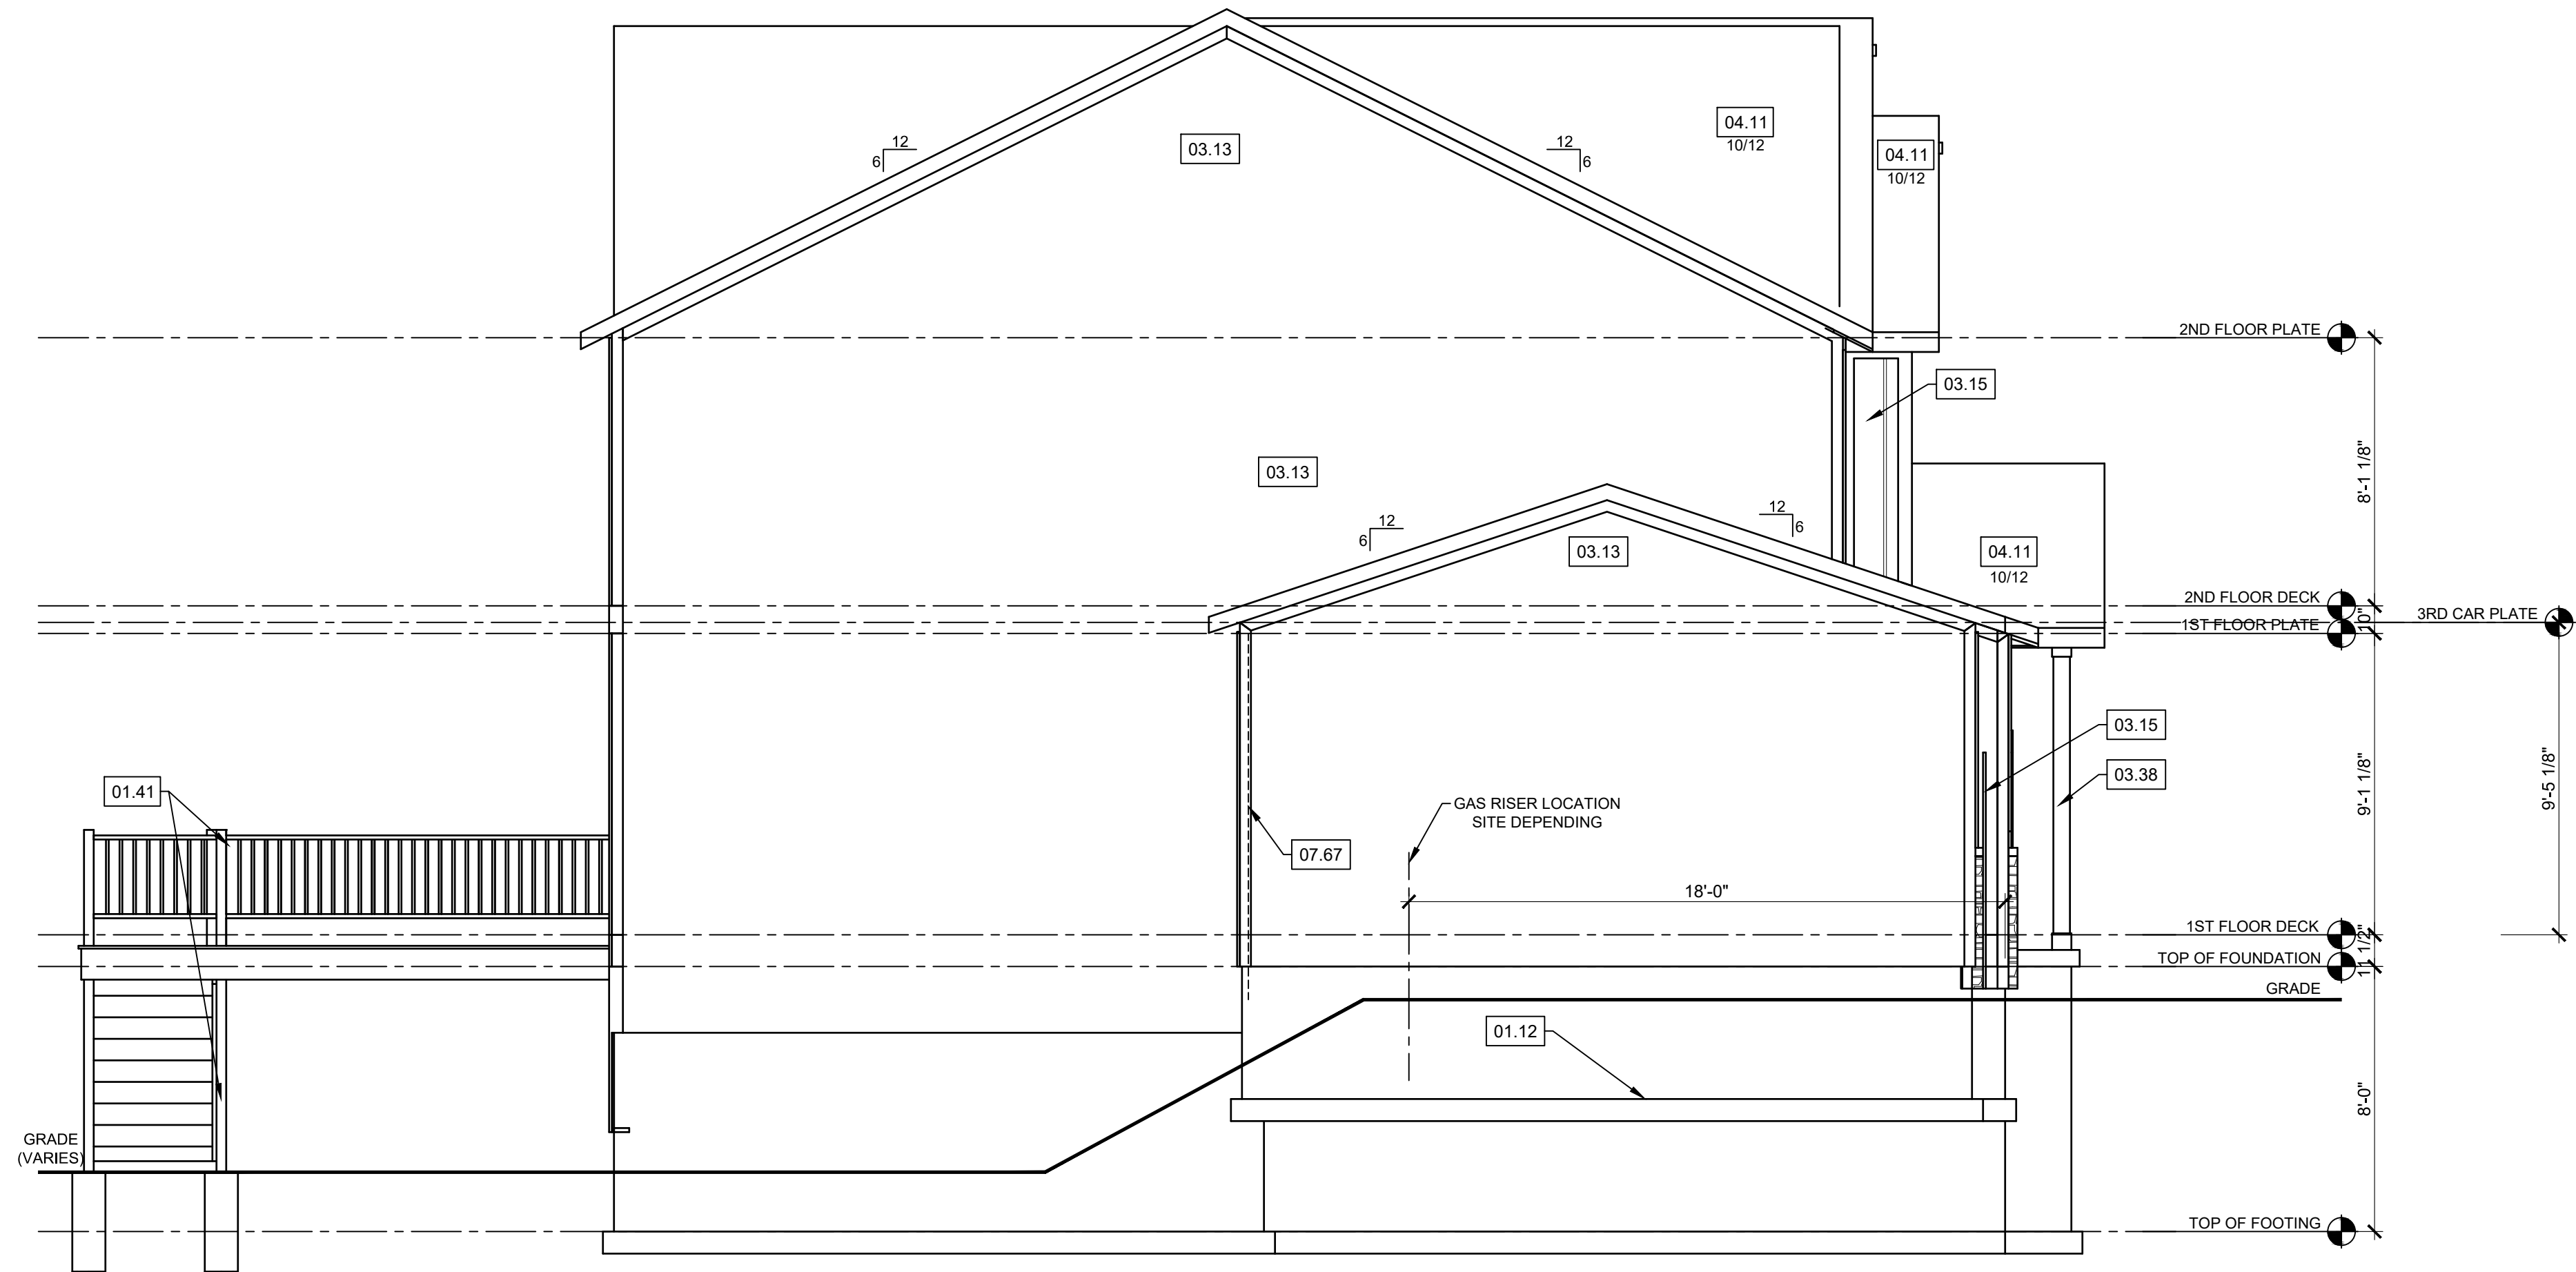 04.11
10/12
12
6
03.13
12
6
04.11
10/12
2ND FLOOR PLATE
03.15
8'-1 1/8"
03.13
12
6
12
6
03.13
04.11
10/12
2ND FLOOR DECK
10"
3RD CAR PLATE
1ST FLOOR PLATE
03.15
03.38
01.41
9'-1 1/8"
9'-5 1/8"
GAS RISER LOCATION
SITE DEPENDING
07.67
18'-0"
1ST FLOOR DECK
11 1/2"
TOP OF FOUNDATION
GRADE
01.12
8'-0"
GRADE
(VARIES)
TOP OF FOOTING